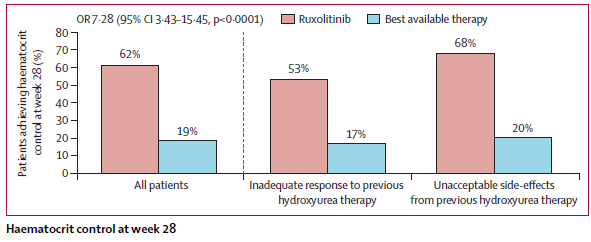 OR 7·28 (95% CI 3·43–15·45, p<0·0001)
Ruxolitinib
Best available therapy
Patients achieving haematocrit
control at week 28 (%)
80
70
60
50
40
30
20
10
0
62%
19%
53%
17%
68%
20%
All patients
Inadequate response to previous
hydroxyurea therapy
Unacceptable side-effects
from previous hydroxyurea therapy
Haematocrit control at week 28